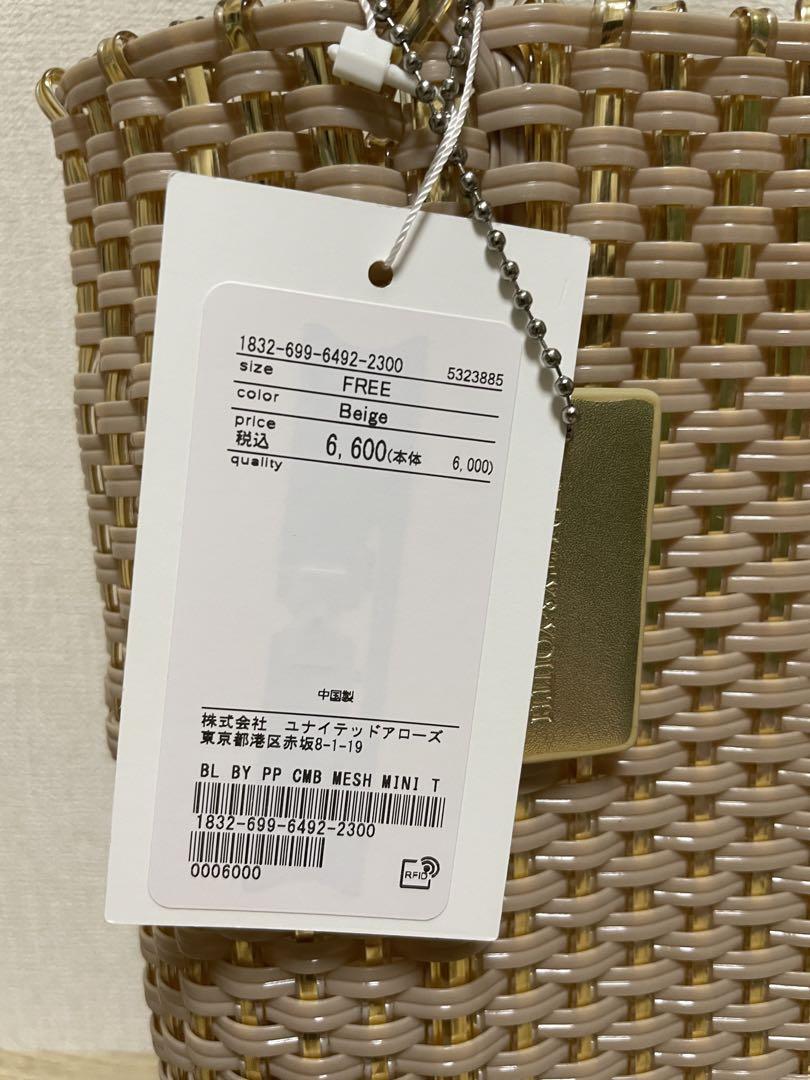 1832-699-6492-2300 5323885
size FREE
color Beige
price
税込 6,600(本体 6,000)
quality
中国製
株式会社 ユナイテッドアローズ
東京都港区赤坂8-1-19
BL BY PP CMB MESH MINI T
1832-699-6492-2300
0006000
RFID